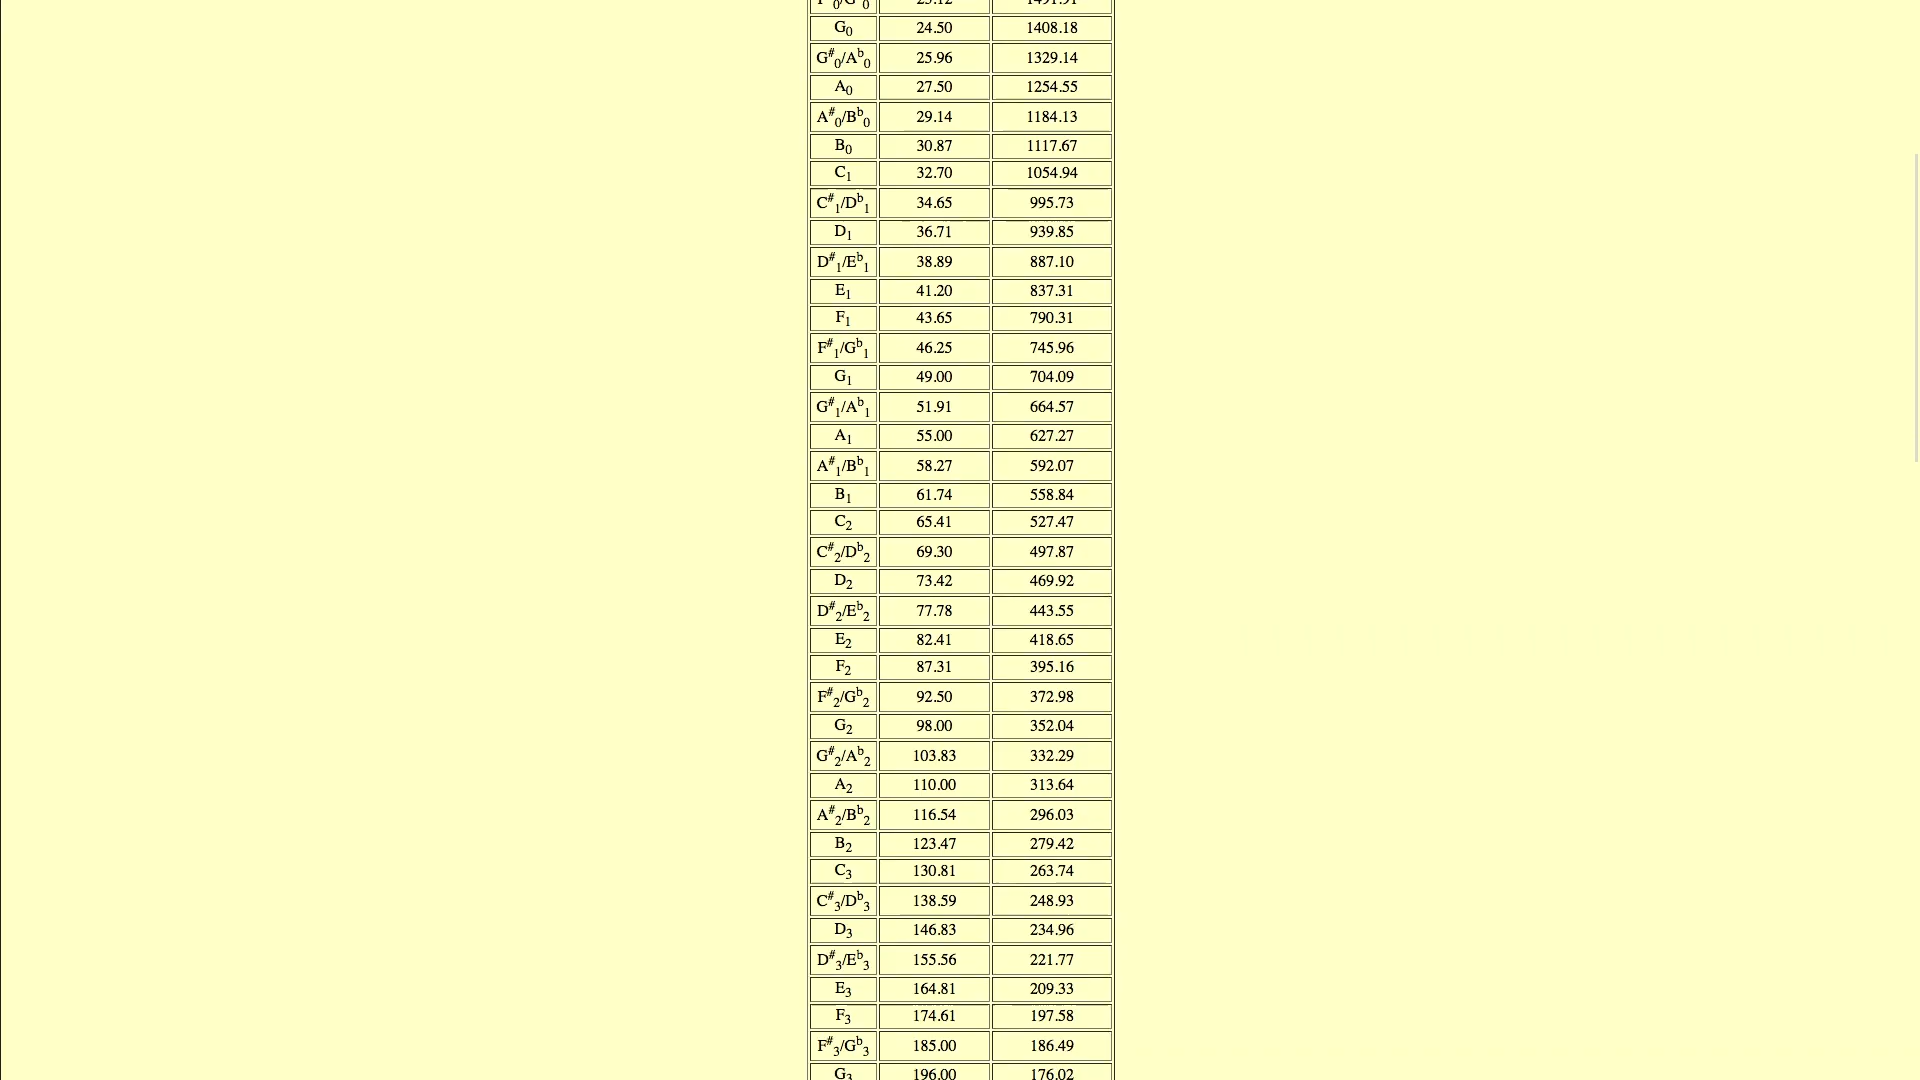 G0 24.50 1408.18
G#0/Ab0 25.96 1329.14
A0 27.50 1254.55
A#0/Bb0 29.14 1184.13
B0 30.87 1117.67
C1 32.70 1054.94
C#1/Db1 34.65 995.73
D1 36.71 939.85
D#1/Eb1 38.89 887.10
E1 41.20 837.31
F1 43.65 790.31
F#1/Gb1 46.25 745.96
G1 49.00 704.09
G#1/Ab1 51.91 664.57
A1 55.00 627.27
A#1/Bb1 58.27 592.07
B1 61.74 558.84
C2 65.41 527.47
C#2/Db2 69.30 497.87
D2 73.42 469.92
D#2/Eb2 77.78 443.55
E2 82.41 418.65
F2 87.31 395.16
F#2/Gb2 92.50 372.98
G2 98.00 352.04
G#2/Ab2 103.83 332.29
A2 110.00 313.64
A#2/Bb2 116.54 296.03
B2 123.47 279.42
C3 130.81 263.74
C#3/Db3 138.59 248.93
D3 146.83 234.96
D#3/Eb3 155.56 221.77
E3 164.81 209.33
F3 174.61 197.58
F#3/Gb3 185.00 186.49
G3 196.00 176.02